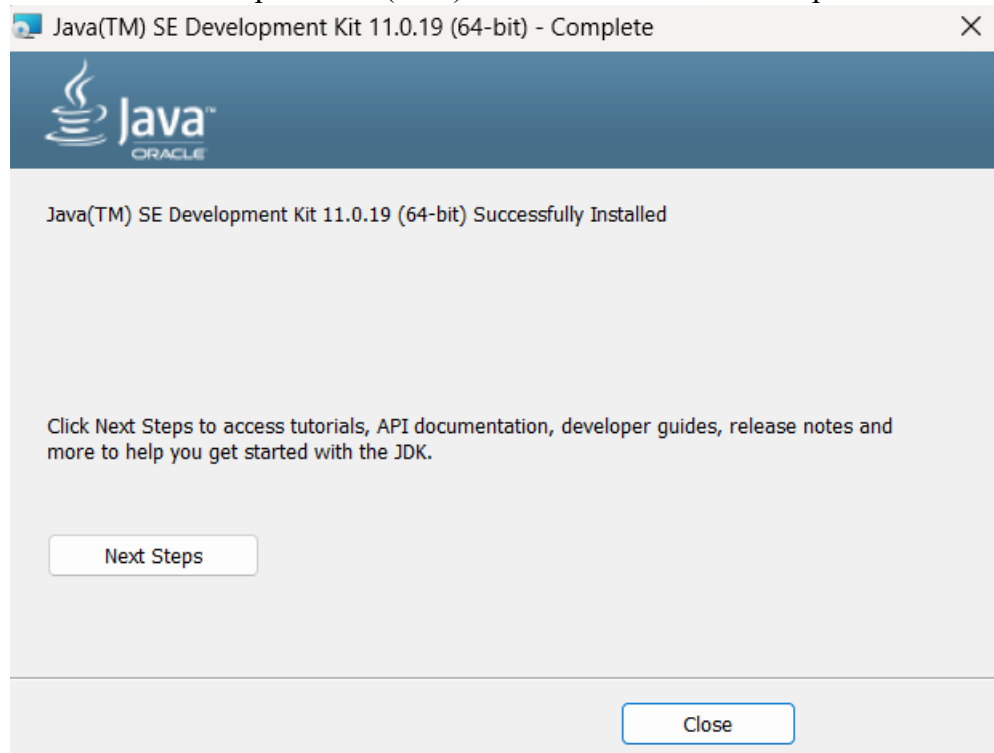 Java(TM) SE Development Kit 11.0.19 (64-bit) - Complete
Java™
ORACLE
Java(TM) SE Development Kit 11.0.19 (64-bit) Successfully Installed
Click Next Steps to access tutorials, API documentation, developer guides, release notes and
more to help you get started with the JDK.
Next Steps
Close